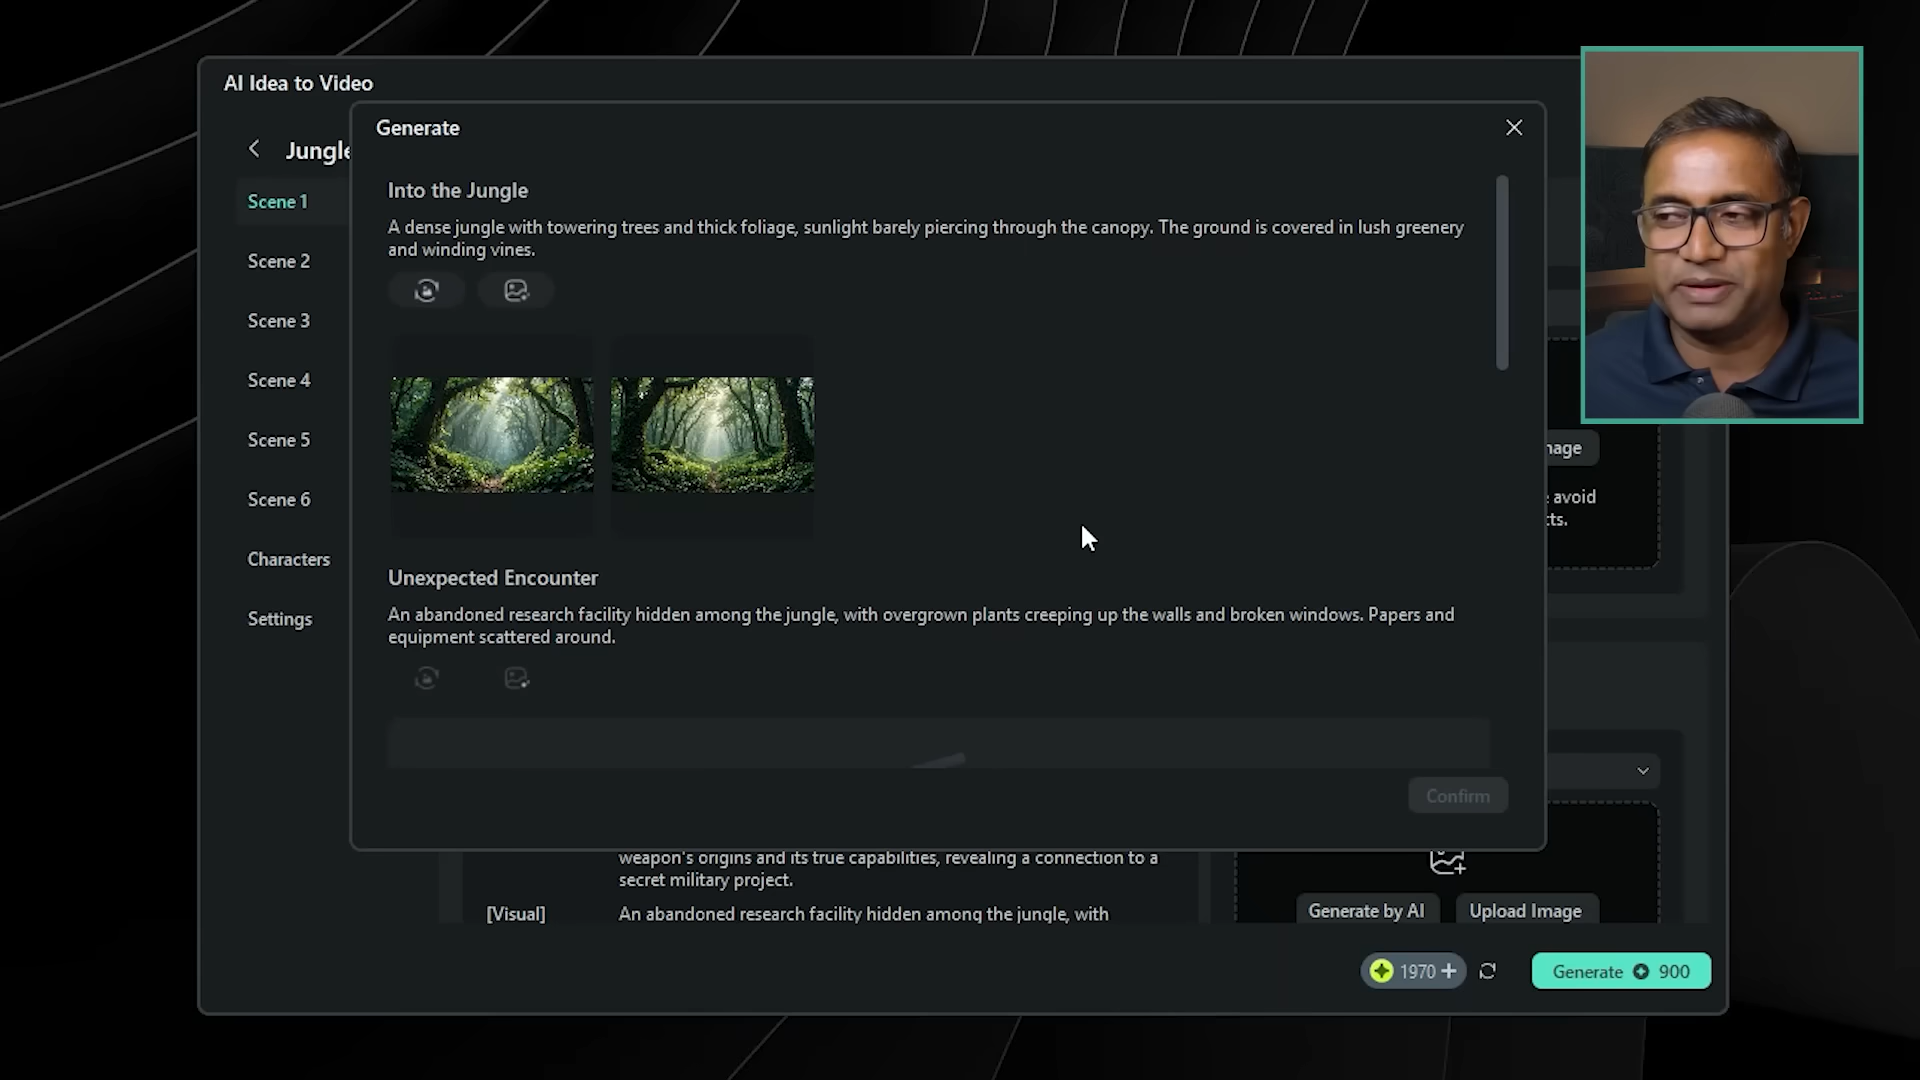 AI Idea to Video
Generate
Jungle
Scene 1
Scene 2
Scene 3
Scene 4
Scene 5
Scene 6
Characters
Settings
Into the Jungle
A dense jungle with towering trees and thick foliage, sunlight barely piercing through the canopy. The ground is covered in lush greenery
and winding vines.
Unexpected Encounter
An abandoned research facility hidden among the jungle, with overgrown plants creeping up the walls and broken windows. Papers and
equipment scattered around.
Confirm
nage
avoid
ts.
weapon's origins and its true capabilities, revealing a connection to a
secret military project.
[Visual]
An abandoned research facility hidden among the jungle, with
Generate by AI
Upload Image
1970
Generate 900